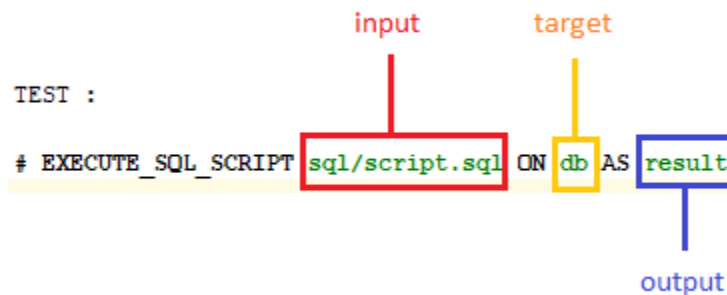 input target
TEST :
# EXECUTE_SQL_SCRIPT sql/script.sql ON db AS result
output